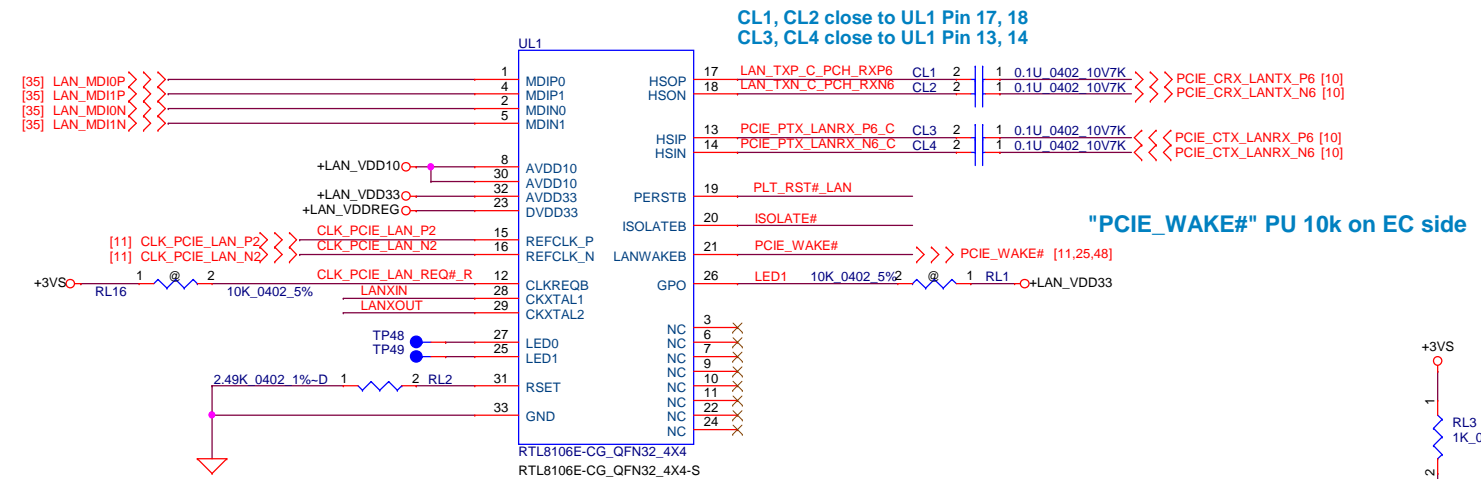 CL1, CL2 close to UL1 Pin 17, 18
CL3, CL4 close to UL1 Pin 13, 14
UL1
[35] LAN_MDI0P 1 MDIP0
[35] LAN_MDI1P 4 MDIP1
[35] LAN_MDI0N 2 MDIN0
[35] LAN_MDI1N 5 MDIN1
+LAN_VDD10 8 AVDD10
30 AVDD10
+LAN_VDD33 32 AVDD33
+LAN_VDDREG 23 DVDD33
[11] CLK_PCIE_LAN_P2 CLK_PCIE_LAN_P2 15 REFCLK_P
[11] CLK_PCIE_LAN_N2 CLK_PCIE_LAN_N2 16 REFCLK_N
+3VS 1 @ 2 CLK_PCIE_LAN_REQ#_R 12 CLKREQB
RL16 10K_0402_5%
LANXIN 28 CKXTAL1
LANXOUT 29 CKXTAL2
TP48 27 LED0
TP49 25 LED1
2.49K_0402_1%~D 1 2 RL2 31 RSET
33 GND
HSOP 17 LAN_TXP_C_PCH_RXP6 CL1 2 1 0.1U_0402_10V7K PCIE_CRX_LANTX_P6 [10]
HSON 18 LAN_TXN_C_PCH_RXN6 CL2 2 1 0.1U_0402_10V7K PCIE_CRX_LANTX_N6 [10]
HSIP 13 PCIE_PTX_LANRX_P6_C CL3 2 1 0.1U_0402_10V7K PCIE_CTX_LANRX_P6 [10]
HSIN 14 PCIE_PTX_LANRX_N6_C CL4 2 1 0.1U_0402_10V7K PCIE_CTX_LANRX_N6 [10]
PERSTB 19 PLT_RST#_LAN
ISOLATEB 20 ISOLATE#
"PCIE_WAKE#" PU 10k on EC side
LANWAKEB 21 PCIE_WAKE# PCIE_WAKE# [11,25,48]
GPO 26 LED1 10K_0402_5% 2 @ 1 RL1 +LAN_VDD33
NC 3
NC 6
NC 7
NC 9
NC 10
NC 11
NC 22
NC 24
RTL8106E-CG_QFN32_4X4
RTL8106E-CG_QFN32_4X4-S
+3VS
1
RL3
2